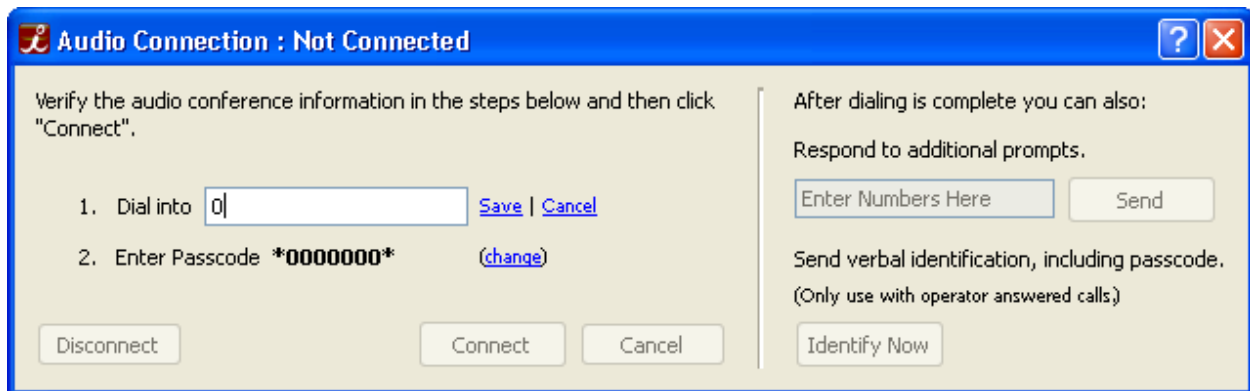 Audio Connection : Not Connected
?
Verify the audio conference information in the steps below and then click
"Connect".
1. Dial into 0 Save | Cancel
2. Enter Passcode *0000000* (change)
Disconnect Connect Cancel
After dialing is complete you can also:
Respond to additional prompts.
Enter Numbers Here Send
Send verbal identification, including passcode.
(Only use with operator answered calls.)
Identify Now